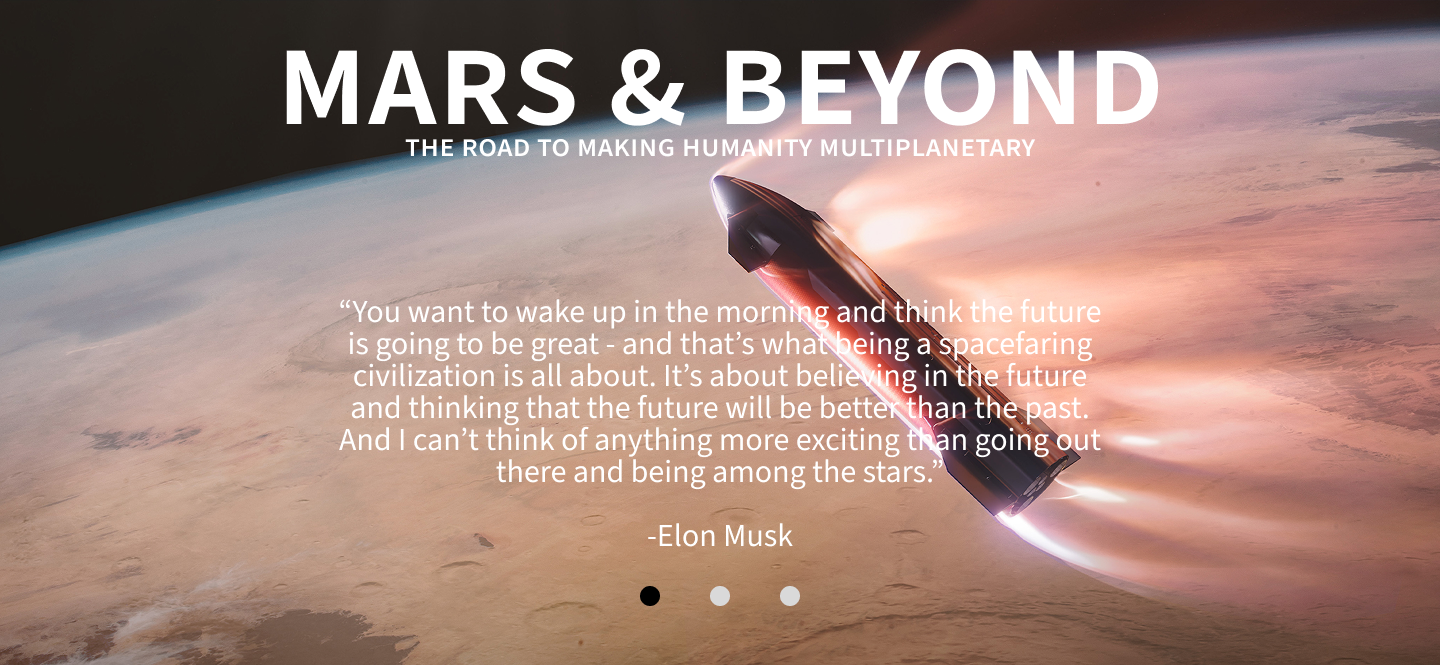 MARS & BEYOND
THE ROAD TO MAKING HUMANITY MULTIPLANETARY
“You want to wake up in the morning and think the future
is going to be great - and that’s what being a spacefaring
civilization is all about. It’s about believing in the future
and thinking that the future will be better than the past.
And I can’t think of anything more exciting than going out
there and being among the stars.”
-Elon Musk